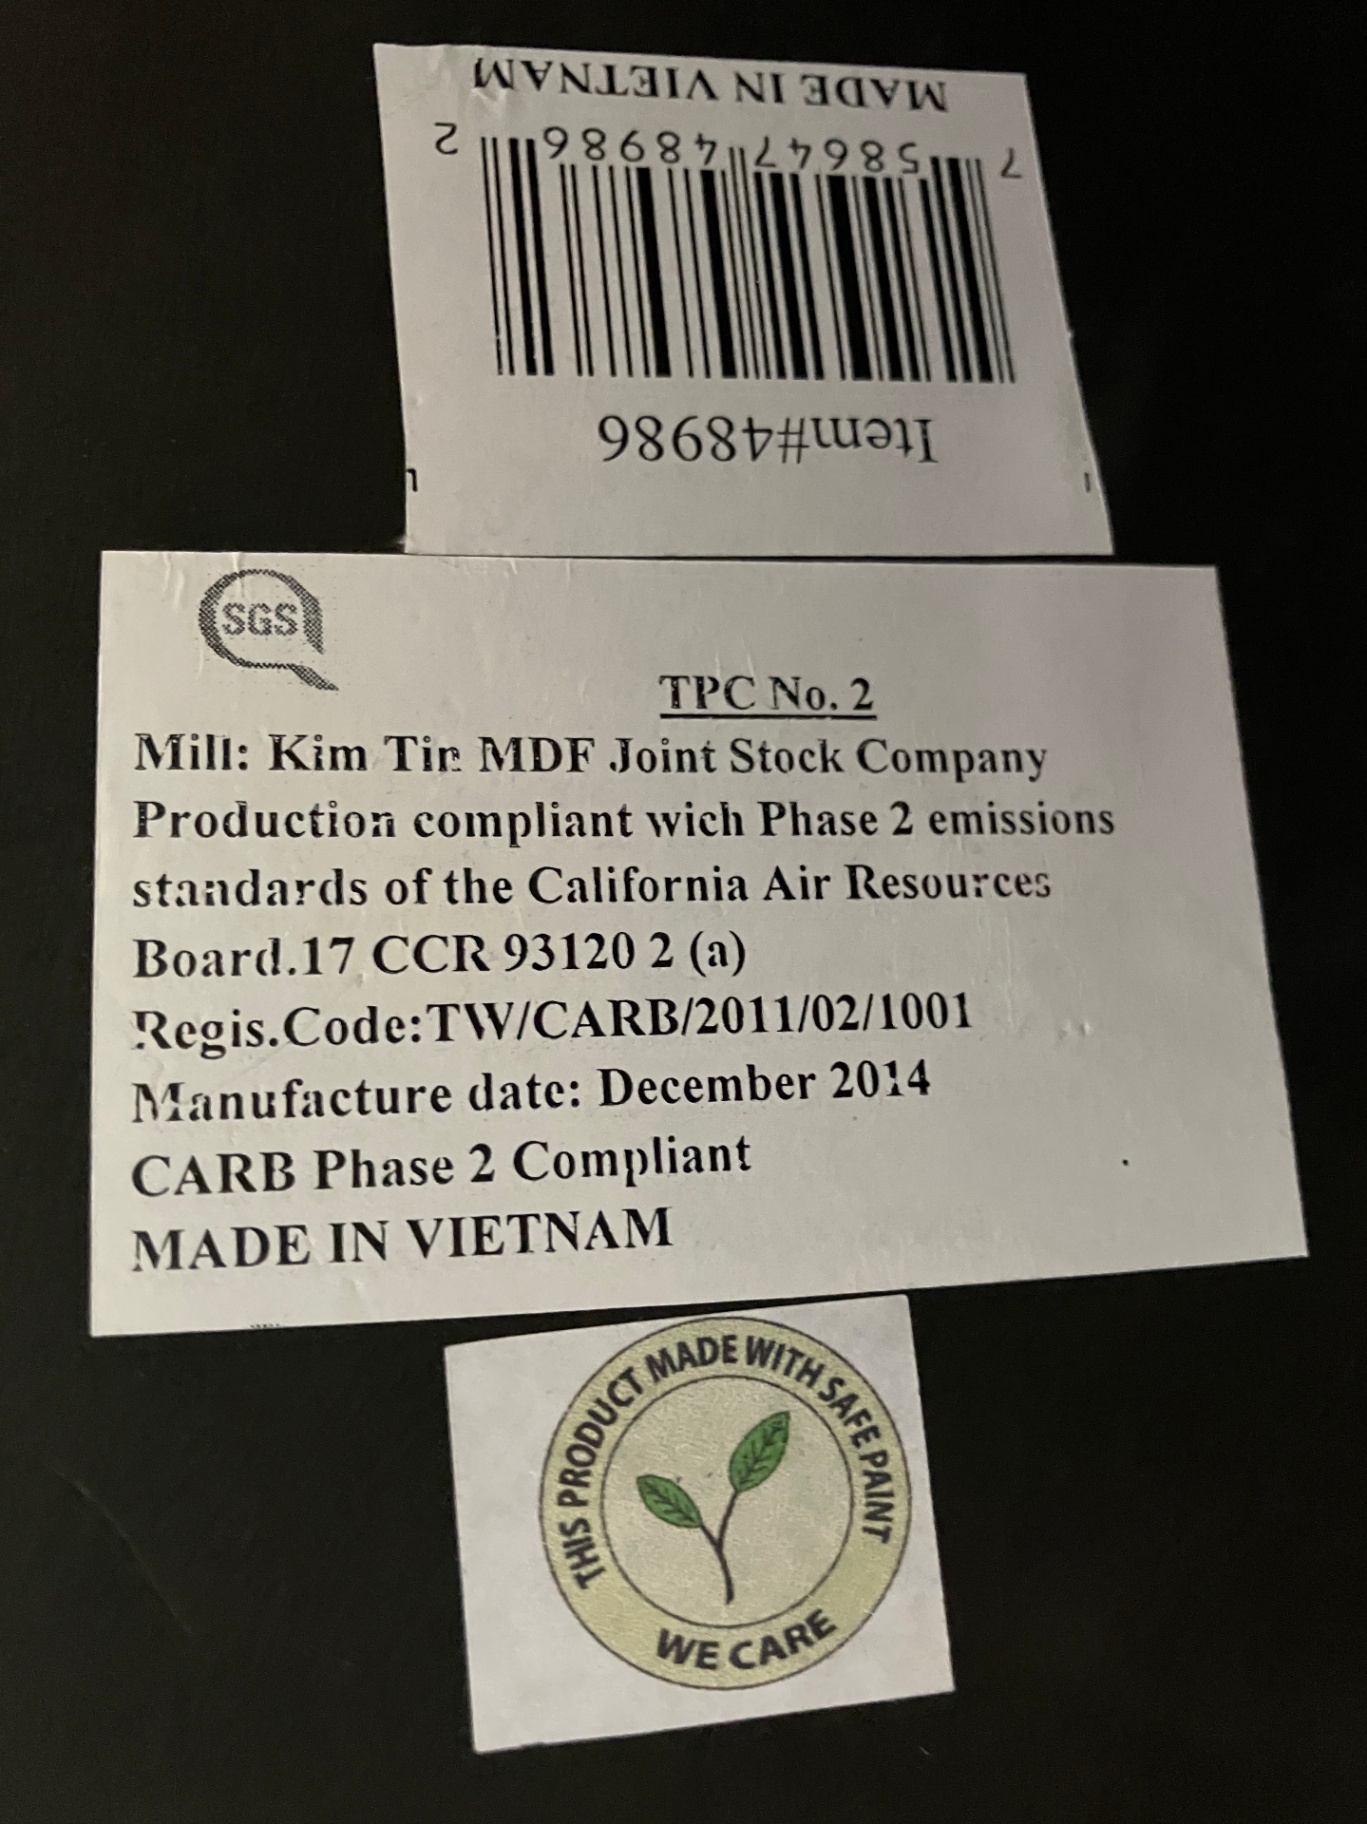 MADE IN VIETNAM
7 58647 48986 2
Item#48986
SGS
TPC No. 2
Mill: Kim Tin MDF Joint Stock Company
Production compliant wich Phase 2 emissions
standards of the California Air Resources
Board.17 CCR 93120 2 (a)
Regis.Code:TW/CARB/2011/02/1001
Manufacture date: December 2014
CARB Phase 2 Compliant
MADE IN VIETNAM
THIS PRODUCT MADE WITH SAFE PAINT
WE CARE